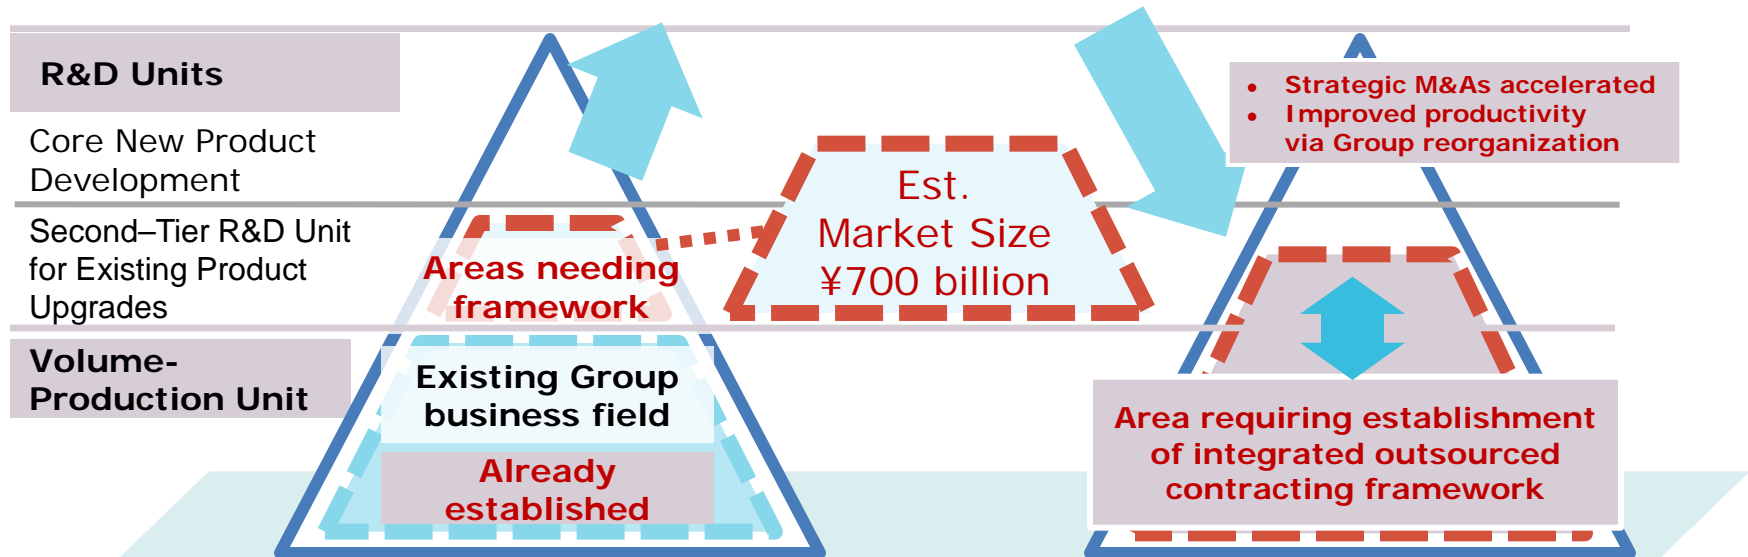 R&D Units
Core New Product
Development
Second–Tier R&D Unit
for Existing Product
Upgrades
Volume-
Production Unit
Areas needing
framework
Existing Group
business field
Already
established
Est.
Market Size
¥700 billion
• Strategic M&As accelerated
• Improved productivity
via Group reorganization
Area requiring establishment
of integrated outsourced
contracting framework